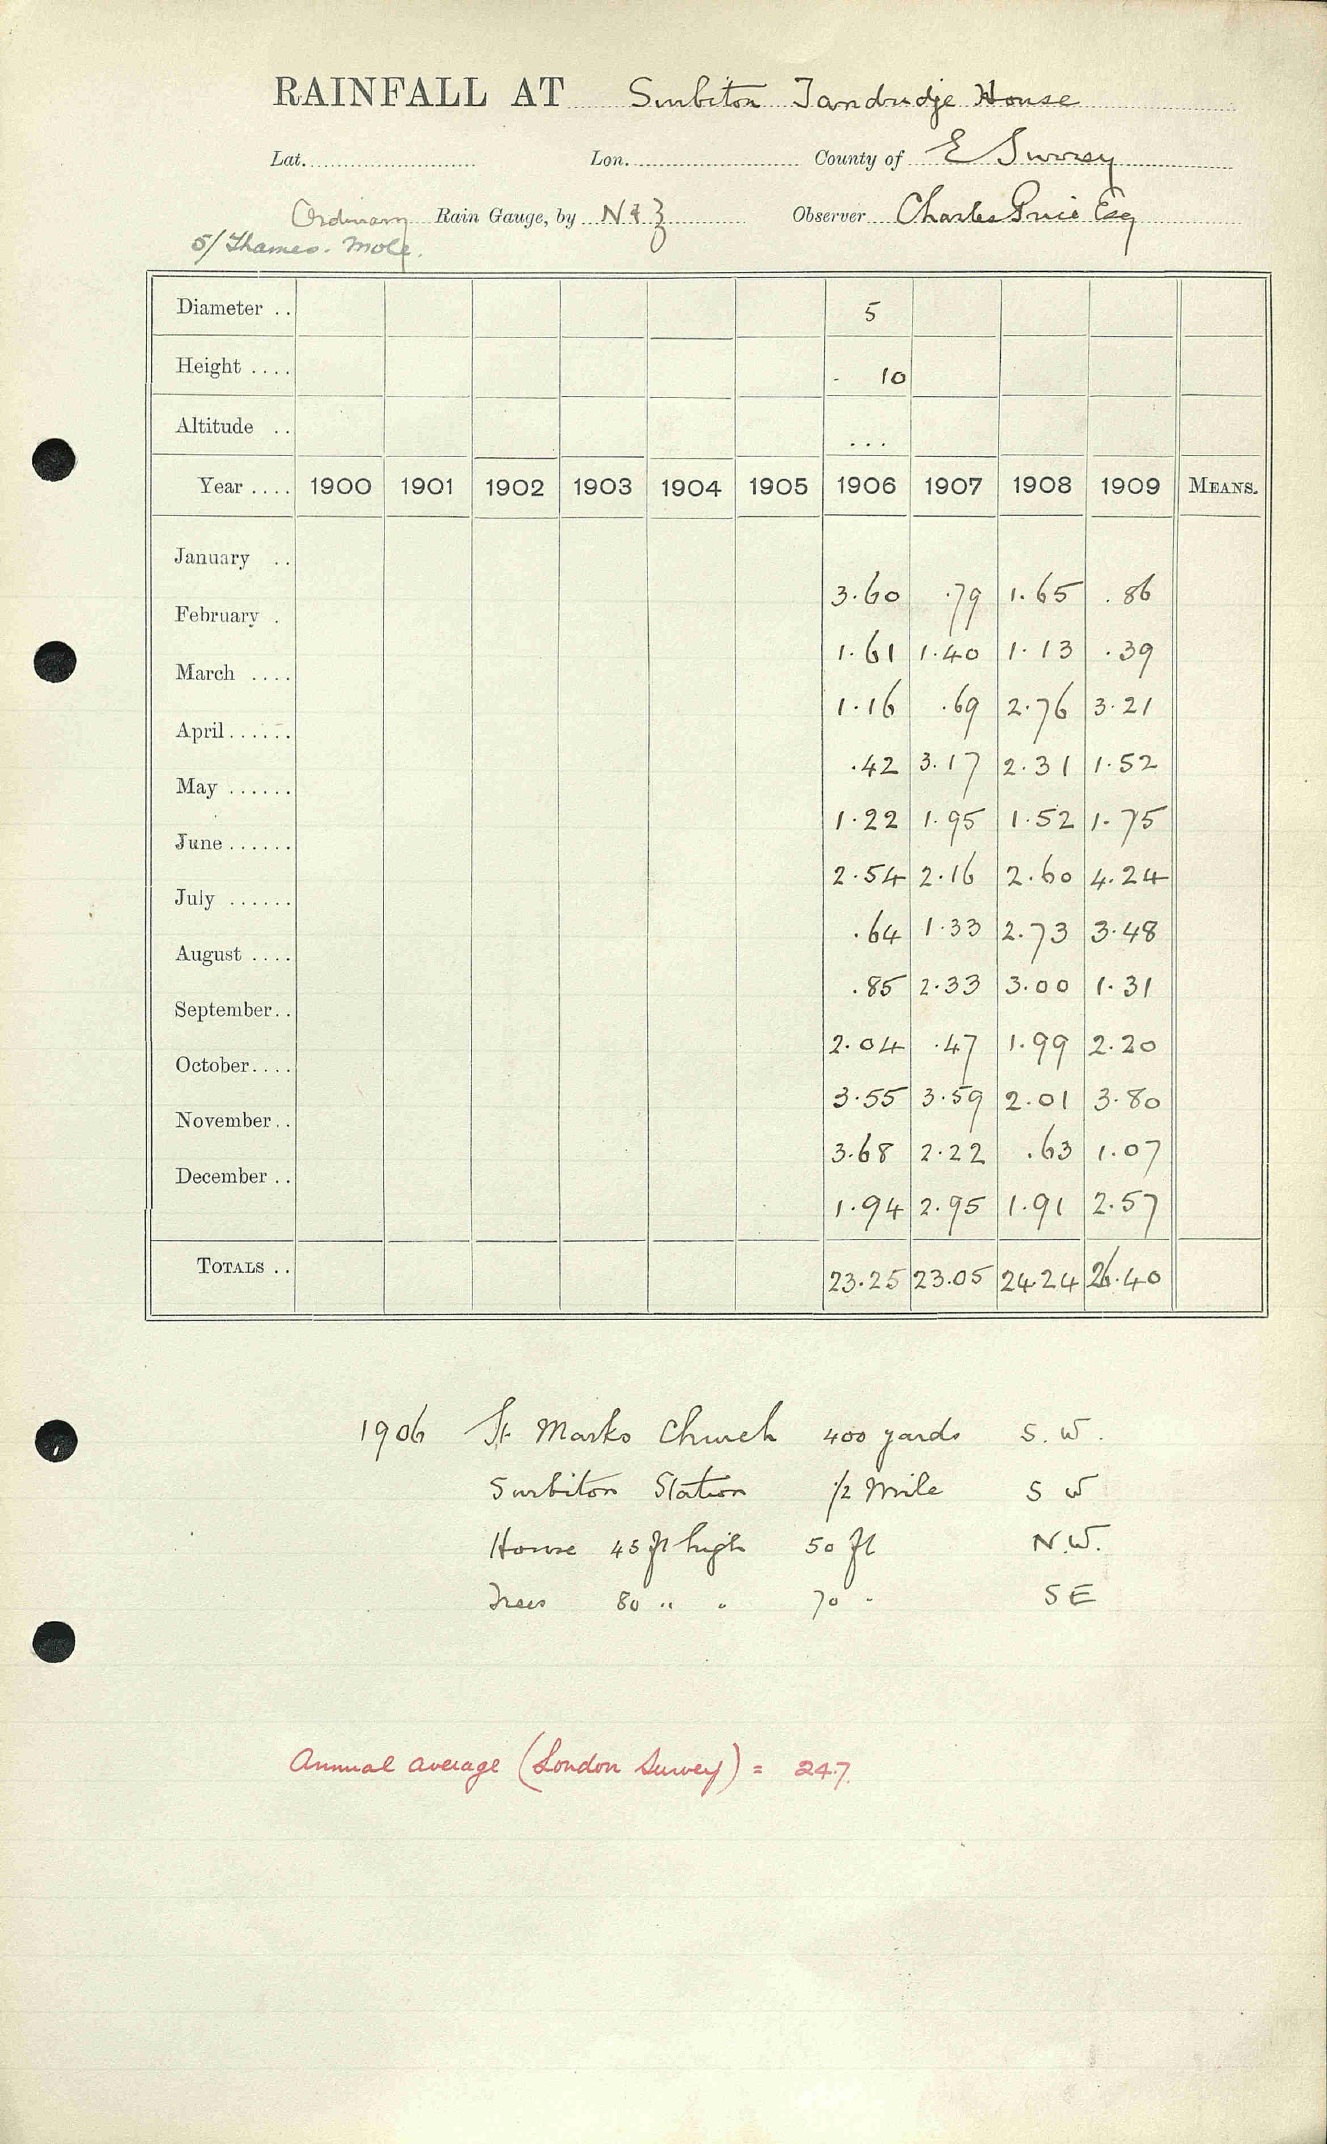 RAINFALL AT Surbiton Tandridge House
Lat. Lon. County of E Surrey
Ordinary Rain Gauge, by N & Z Observer Charles Price Esq
5/ Thames. Mole.
Diameter .. 5
Height .... 10
Altitude .. ...
Year .... 1900 1901 1902 1903 1904 1905 1906 1907 1908 1909 MEANS.
January .. 3.60 .79 1.65 .86
February . 1.61 1.40 1.13 .39
March .... 1.16 .69 2.76 3.21
April ...... .42 3.17 2.31 1.52
May ...... 1.22 1.95 1.52 1.75
June ...... 2.54 2.16 2.60 4.24
July ...... .64 1.33 2.73 3.48
August .... .85 2.33 3.00 1.31
September .. 2.04 .47 1.99 2.20
October .... 3.55 3.59 2.01 3.80
November .. 3.68 2.22 .63 1.07
December .. 1.94 2.95 1.91 2.57
TOTALS .. 23.25 23.05 24.24 26.40
1906 St Marks Church 400 yards S.W.
Surbiton Station 1/2 Mile S W
House 45 ft high 50 ft N.W.
Trees 80 " " 70 " S E
Annual average (London Survey) = 24.7.